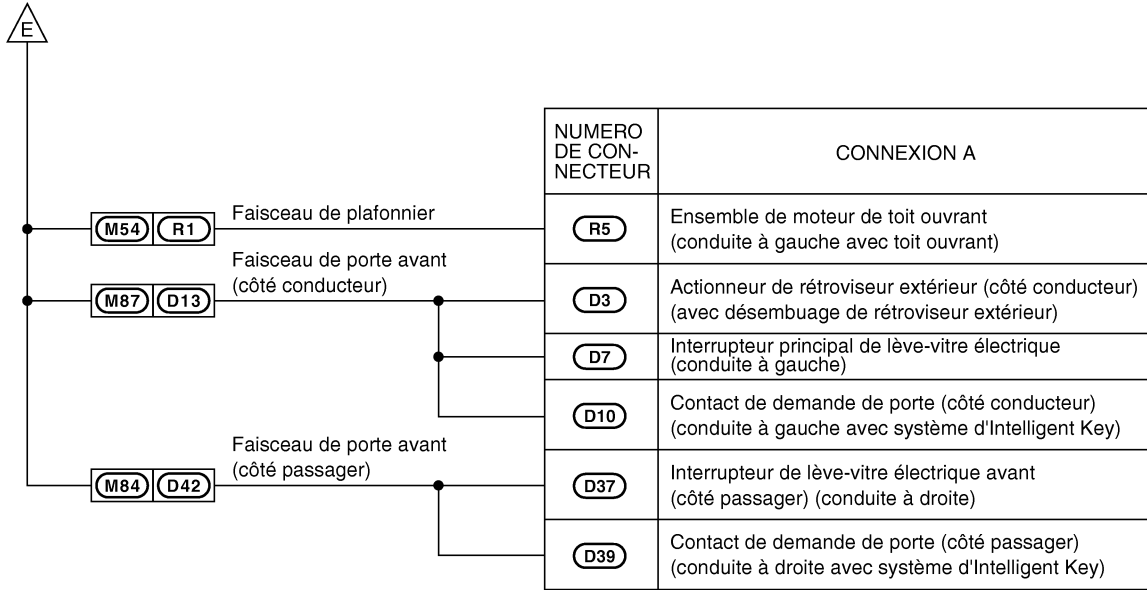 E
NUMERO
DE CON-
NECTEUR
CONNEXION A
M54 R1
Faisceau de plafonnier
R5
Ensemble de moteur de toit ouvrant
(conduite à gauche avec toit ouvrant)
Faisceau de porte avant
(côté conducteur)
M87 D13
D3
Actionneur de rétroviseur extérieur (côté conducteur)
(avec désembuage de rétroviseur extérieur)
D7
Interrupteur principal de lève-vitre électrique
(conduite à gauche)
D10
Contact de demande de porte (côté conducteur)
(conduite à gauche avec système d'Intelligent Key)
Faisceau de porte avant
(côté passager)
M84 D42
D37
Interrupteur de lève-vitre électrique avant
(côté passager) (conduite à droite)
D39
Contact de demande de porte (côté passager)
(conduite à droite avec système d'Intelligent Key)